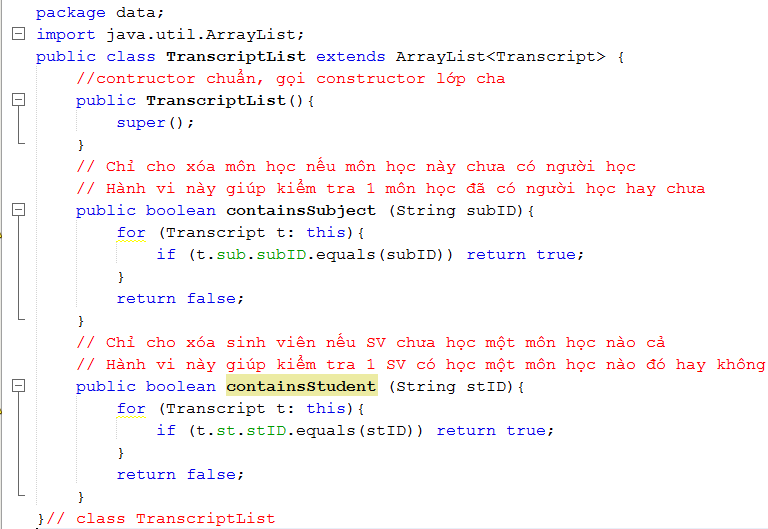 package data;
import java.util.ArrayList;
public class TranscriptList extends ArrayList<Transcript> {
    //contructor chuẩn, gọi constructor lớp cha
    public TranscriptList(){
        super();
    }
    // Chỉ cho xóa môn học nếu môn học này chưa có người học
    // Hành vi này giúp kiểm tra 1 môn học đã có người học hay chưa
    public boolean containsSubject (String subID){
        for (Transcript t: this){
            if (t.sub.subID.equals(subID)) return true;
        }
        return false;
    }
    // Chỉ cho xóa sinh viên nếu SV chưa học một môn học nào cả
    // Hành vi này giúp kiểm tra 1 SV có học một môn học nào đó hay không
    public boolean containsStudent (String stID){
        for (Transcript t: this){
            if (t.st.stID.equals(stID)) return true;
        }
        return false;
    }
}// class TranscriptList